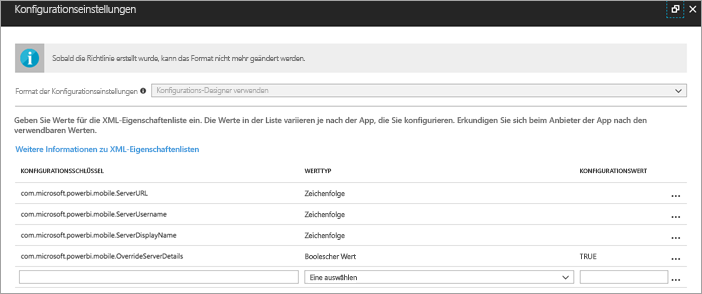 Konfigurationseinstellungen
Sobald die Richtlinie erstellt wurde, kann das Format nicht mehr geändert werden.
Format der Konfigurationseinstellungen Konfigurations-Designer verwenden
Geben Sie Werte für die XML-Eigenschaftenliste ein. Die Werte in der Liste variieren je nach der App, die Sie konfigurieren. Erkundigen Sie sich beim Anbieter der App nach den
verwendbaren Werten.
Weitere Informationen zu XML-Eigenschaftenlisten
KONFIGURATIONSSCHLÜSSEL WERTTYP KONFIGURATIONSWERT
com.microsoft.powerbi.mobile.ServerURL Zeichenfolge ...
com.microsoft.powerbi.mobile.ServerUsername Zeichenfolge ...
com.microsoft.powerbi.mobile.ServerDisplayName Zeichenfolge ...
com.microsoft.powerbi.mobile.OverrideServerDetails Boolescher Wert TRUE ...
Eine auswählen ...